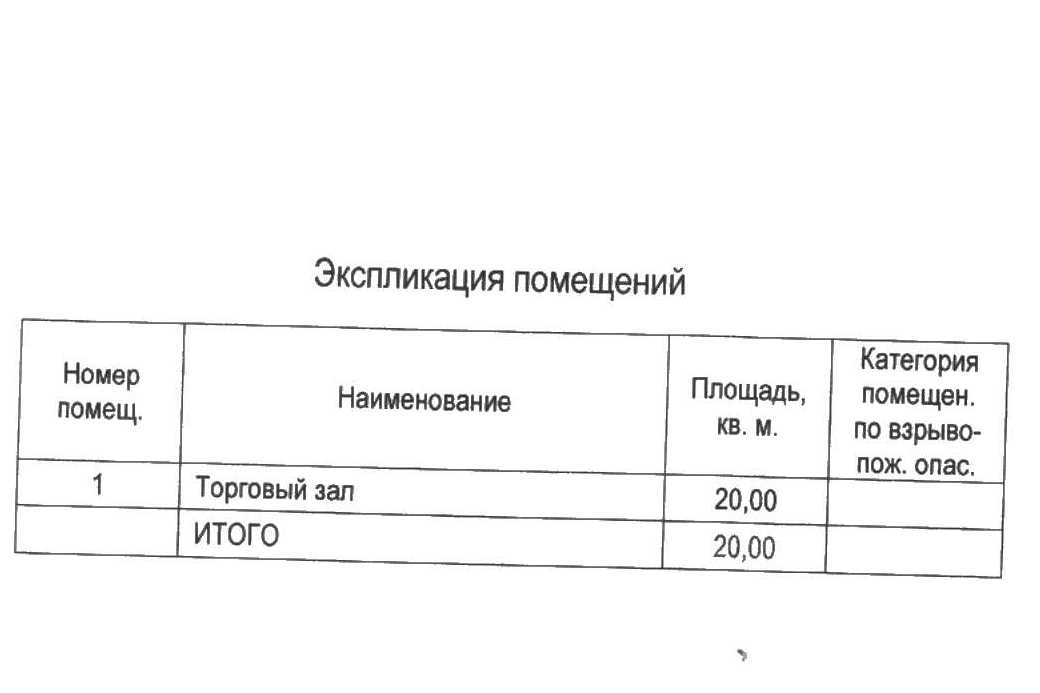 Экспликация помещений
Номер
помещ.
Наименование
Площадь,
кв. м.
Категория
помещен.
по взрыво-
пож. опас.
1 Торговый зал 20,00
ИТОГО 20,00